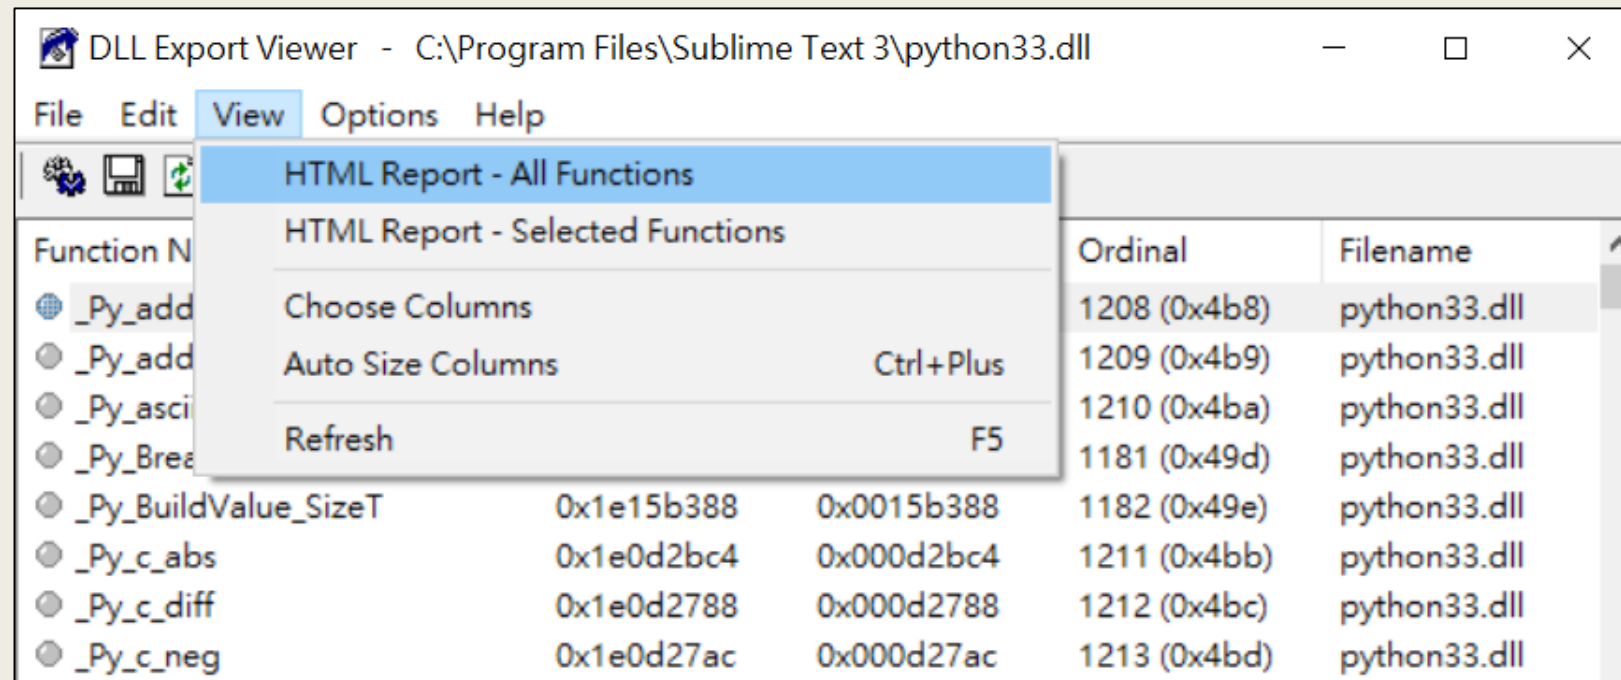 DLL Export Viewer - C:\Program Files\Sublime Text 3\python33.dll
File Edit View Options Help
HTML Report - All Functions
HTML Report - Selected Functions
Choose Columns
Auto Size Columns Ctrl+Plus
Refresh F5
Function N Ordinal Filename
_Py_add 1208 (0x4b8) python33.dll
_Py_add 1209 (0x4b9) python33.dll
_Py_ascii 1210 (0x4ba) python33.dll
_Py_Brea 1181 (0x49d) python33.dll
_Py_BuildValue_SizeT 0x1e15b388 0x0015b388 1182 (0x49e) python33.dll
_Py_c_abs 0x1e0d2bc4 0x000d2bc4 1211 (0x4bb) python33.dll
_Py_c_diff 0x1e0d2788 0x000d2788 1212 (0x4bc) python33.dll
_Py_c_neg 0x1e0d27ac 0x000d27ac 1213 (0x4bd) python33.dll